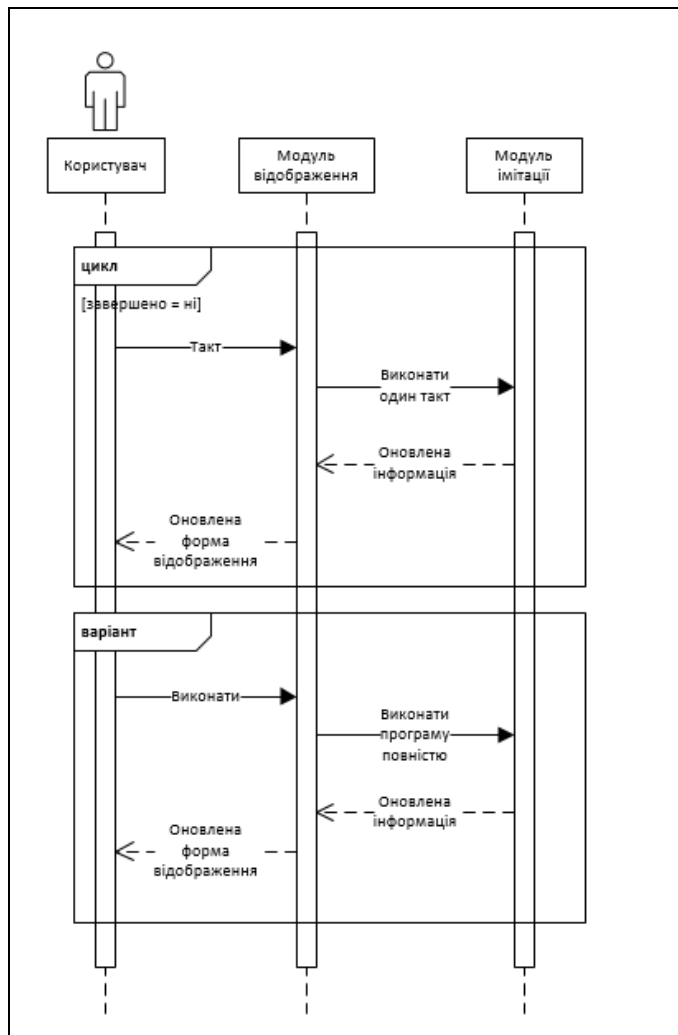 Користувач
Модуль
відображення
Модуль
імітації
цикл
[завершено = ні]
Такт
Виконати
один такт
Оновлена
інформація
Оновлена
форма
відображення
варіант
Виконати
Виконати
програму
повністю
Оновлена
інформація
Оновлена
форма
відображення